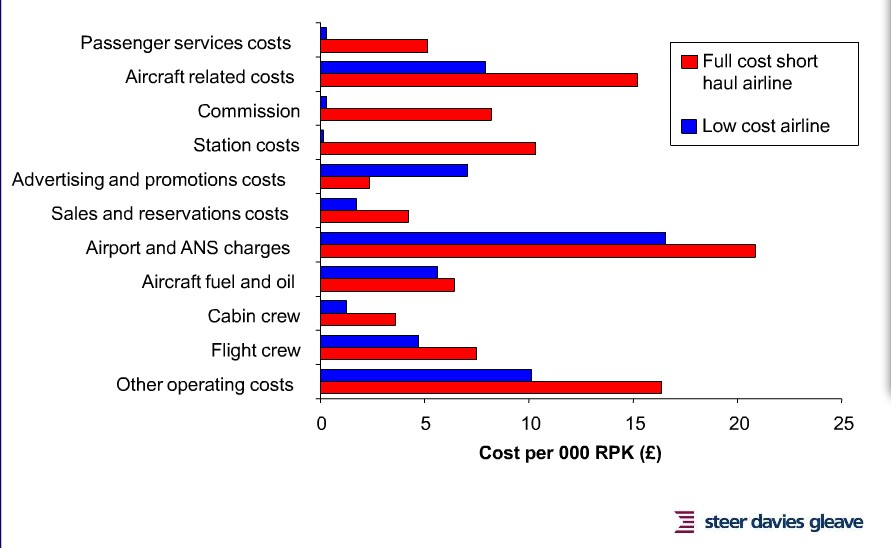 Passenger services costs
Aircraft related costs
Commission
Station costs
Advertising and promotions costs
Sales and reservations costs
Airport and ANS charges
Aircraft fuel and oil
Cabin crew
Flight crew
Other operating costs
Full cost short
haul airline
Low cost airline
0 5 10 15 20 25
Cost per 000 RPK (£)
steer davies gleave